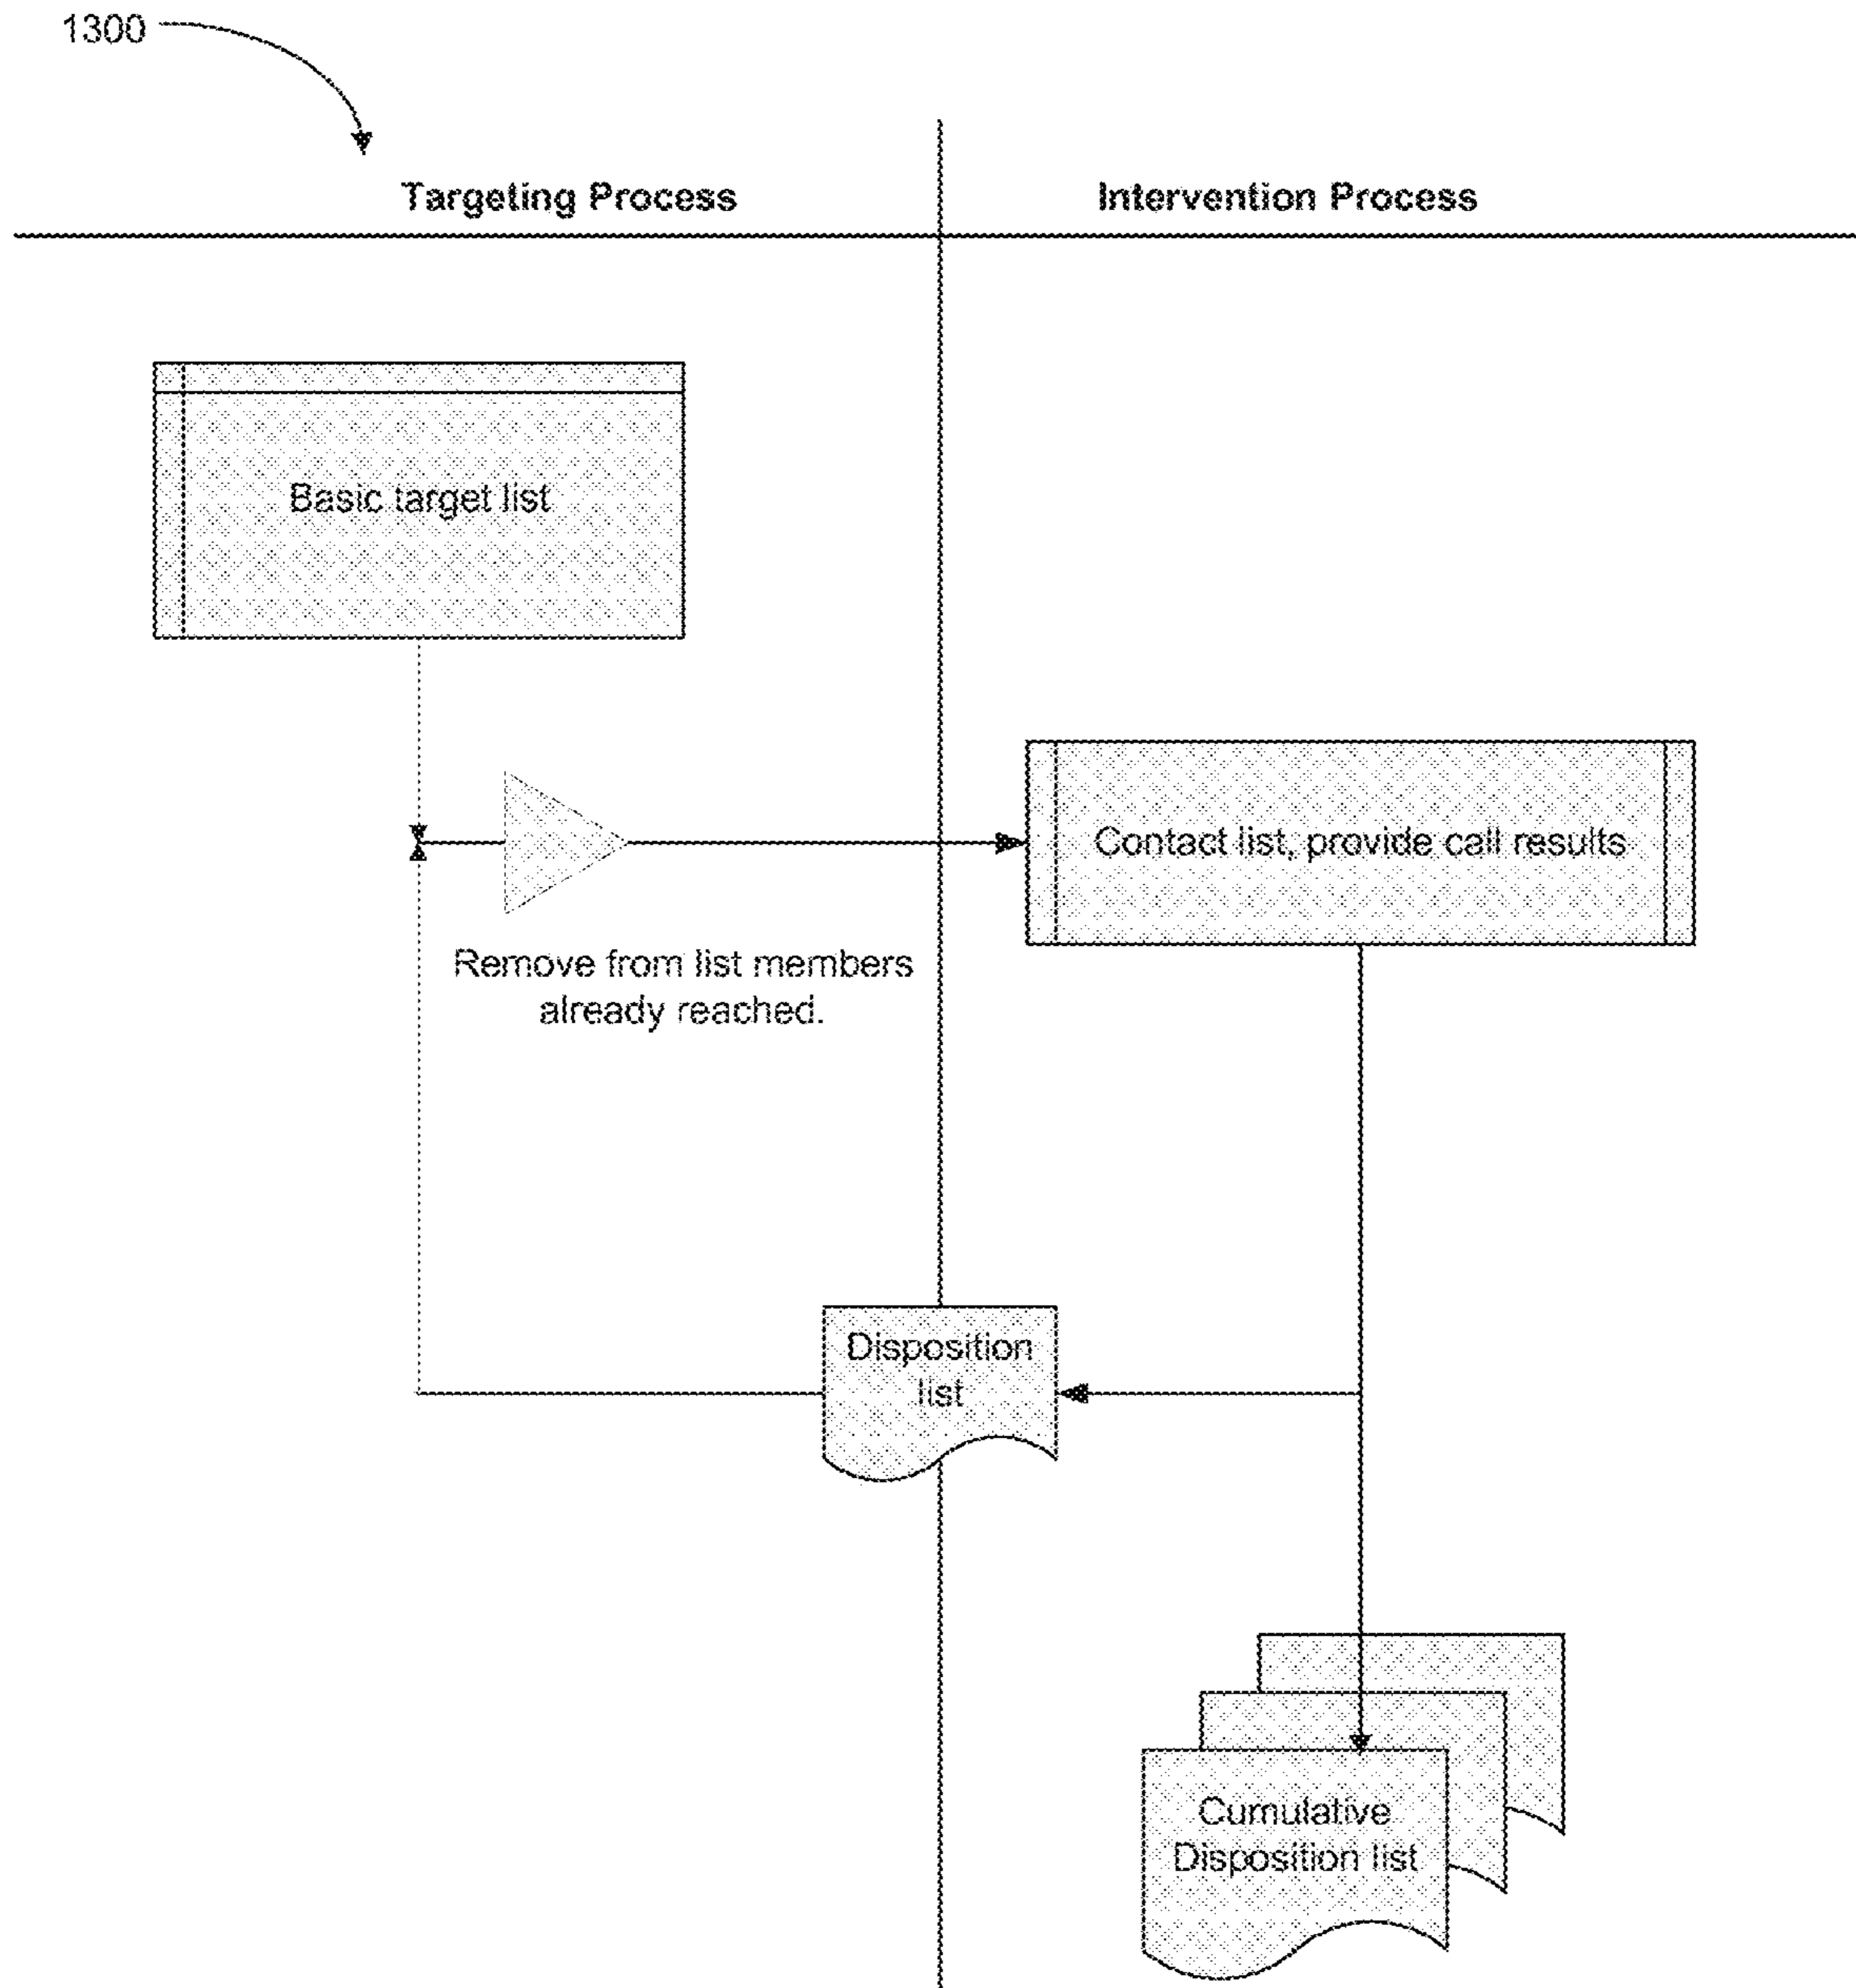 1300
Targeting Process
Intervention Process
Basic target list
Contact list, provide call results
Remove from list members
already reached.
Disposition
list
Cumulative
Disposition list